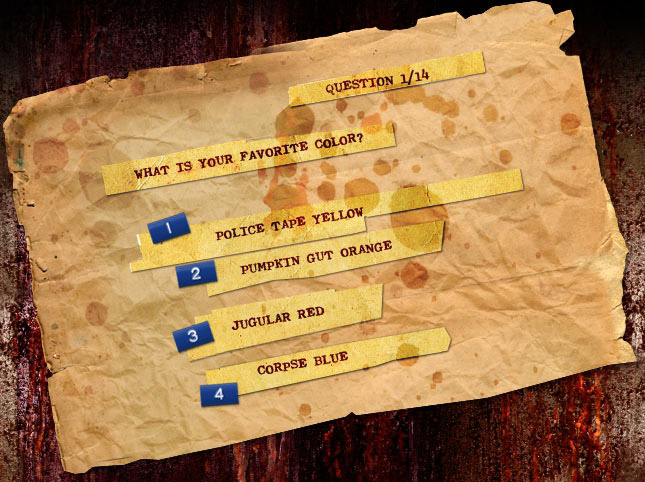 QUESTION 1/14
WHAT IS YOUR FAVORITE COLOR?
1 POLICE TAPE YELLOW
2 PUMPKIN GUT ORANGE
3 JUGULAR RED
4 CORPSE BLUE